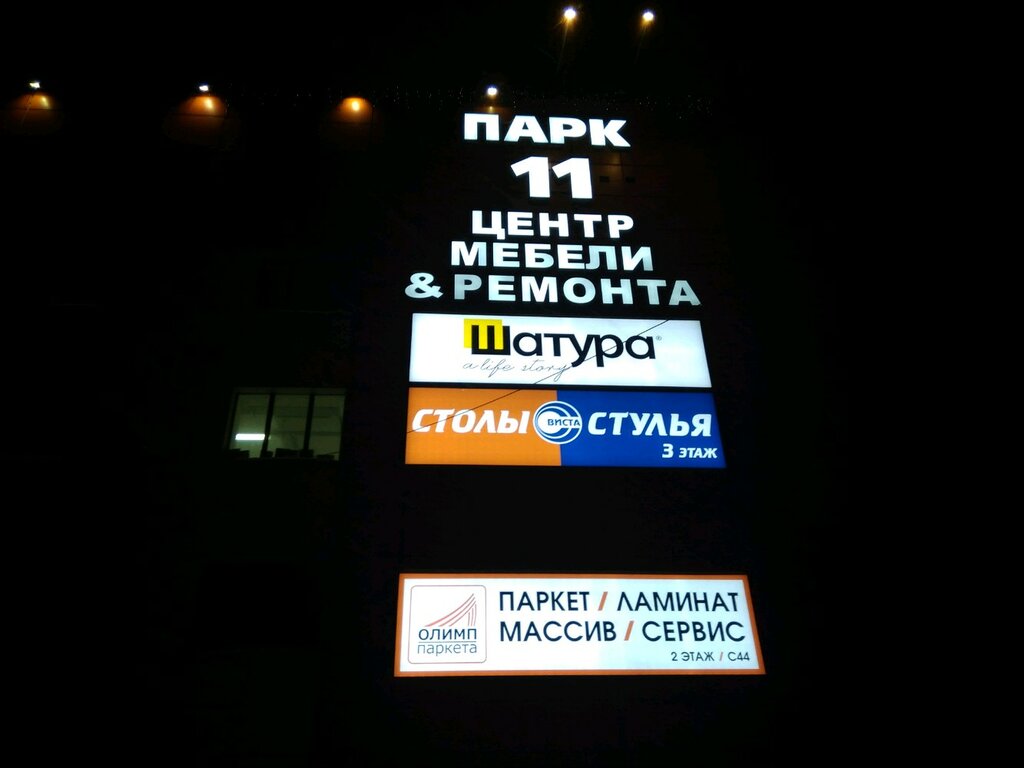 ПАРК
11
ЦЕНТР
МЕБЕЛИ
& РЕМОНТА
Шатура®
a life story
СТОЛЫ ВИСТА СТУЛЬЯ
3 ЭТАЖ
ОЛИМП
паркета
ПАРКЕТ / ЛАМИНАТ
МАССИВ / СЕРВИС
2 ЭТАЖ / С44